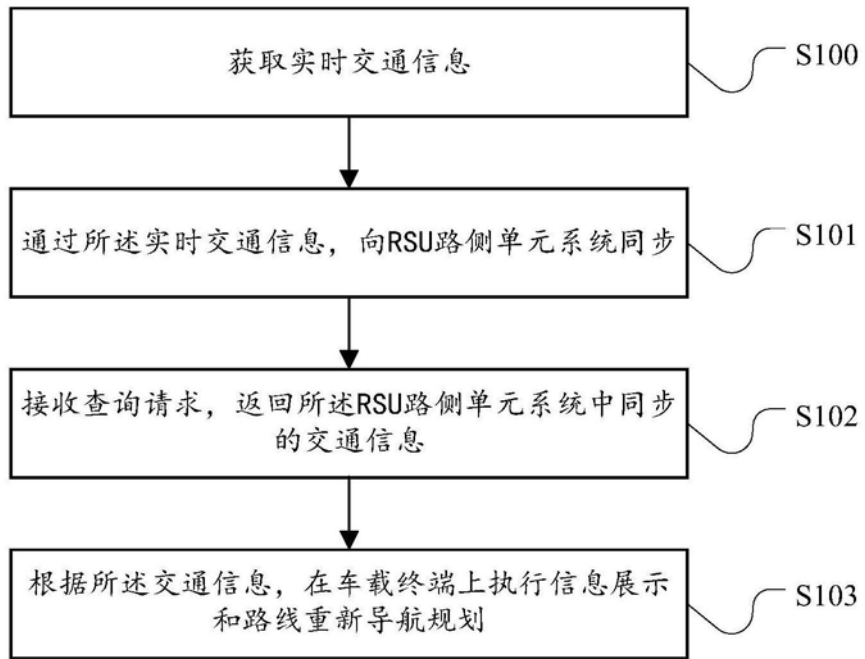 获取实时交通信息
S100
通过所述实时交通信息，向RSU路侧单元系统同步
S101
接收查询请求，返回所述RSU路侧单元系统中同步
的交通信息
S102
根据所述交通信息，在车载终端上执行信息展示
和路线重新导航规划
S103